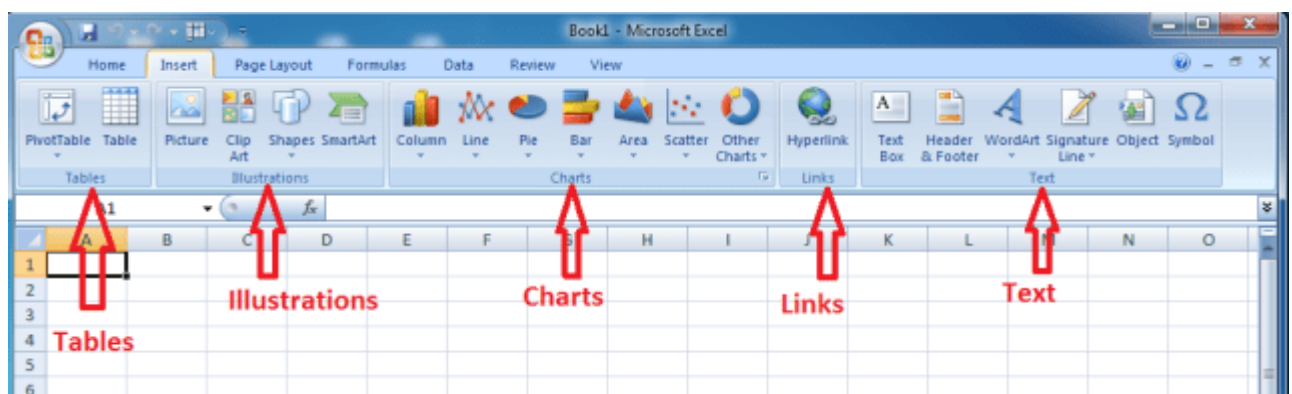 Book1 - Microsoft Excel
Home Insert Page Layout Formulas Data Review View
PivotTable Table Picture Clip Art Shapes SmartArt Column Line Pie Bar Area Scatter Other Charts Hyperlink Text Box Header & Footer WordArt Signature Line Object Symbol
Tables Illustrations Charts Links Text
fx
A B C D E F H I J K L M N O
1
2
3
4
5
6
Illustrations Charts Links Text
Tables